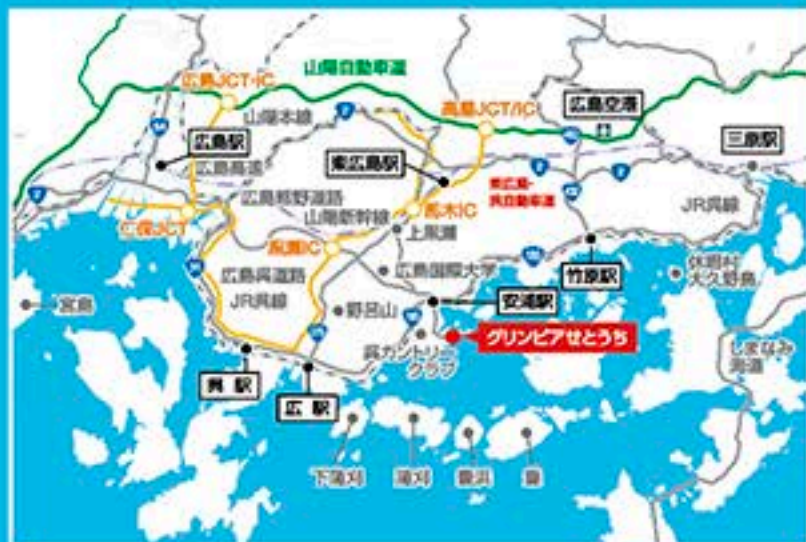 山陽自動車道
広島JCT・IC
高屋JCT/IC
広島空港
山陽本線
2
54
広島駅
三原駅
広島高速
東広島駅
2
2
東広島・
呉自動車道
2
広島熊野道路
JR呉線
仁保JCT
山陽新幹線
馬木IC
上黒瀬
黒瀬IC
広島呉道路
広島国際大学
竹原駅
休暇村
大久野島
宮島
JR呉線
野呂山
安浦駅
グリンピアせとうち
呉カントリー
クラブ
しまなみ
海道
呉駅
広駅
下蒲刈
蒲刈
豊浜
豊